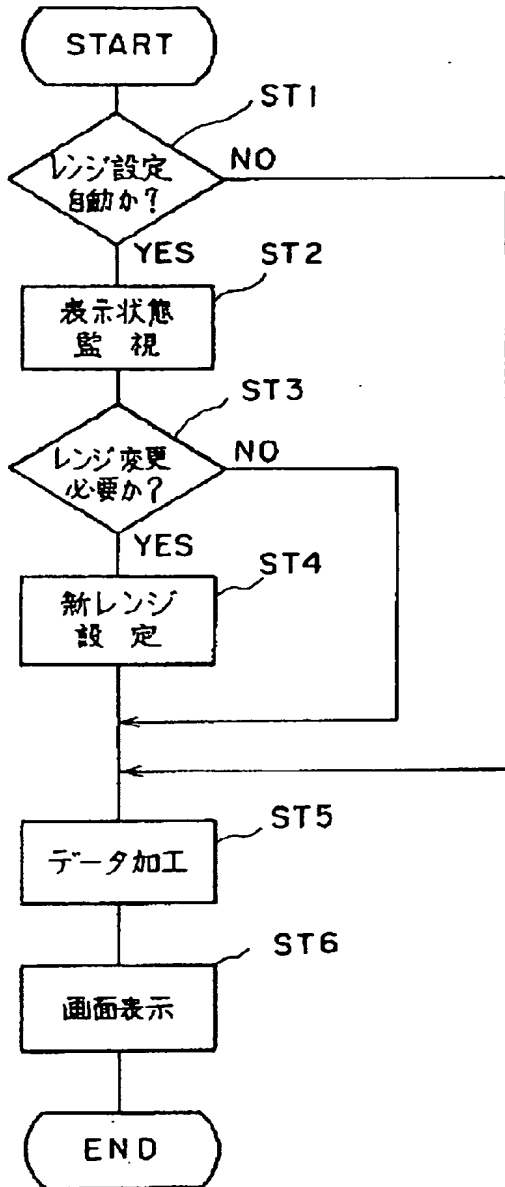 START
ST1
レンジ設定
自動か?
NO
YES
ST2
表示状態
監 視
ST3
レンジ変更
必要か?
NO
YES
ST4
新レンジ
設 定
ST5
データ加工
ST6
画面表示
END